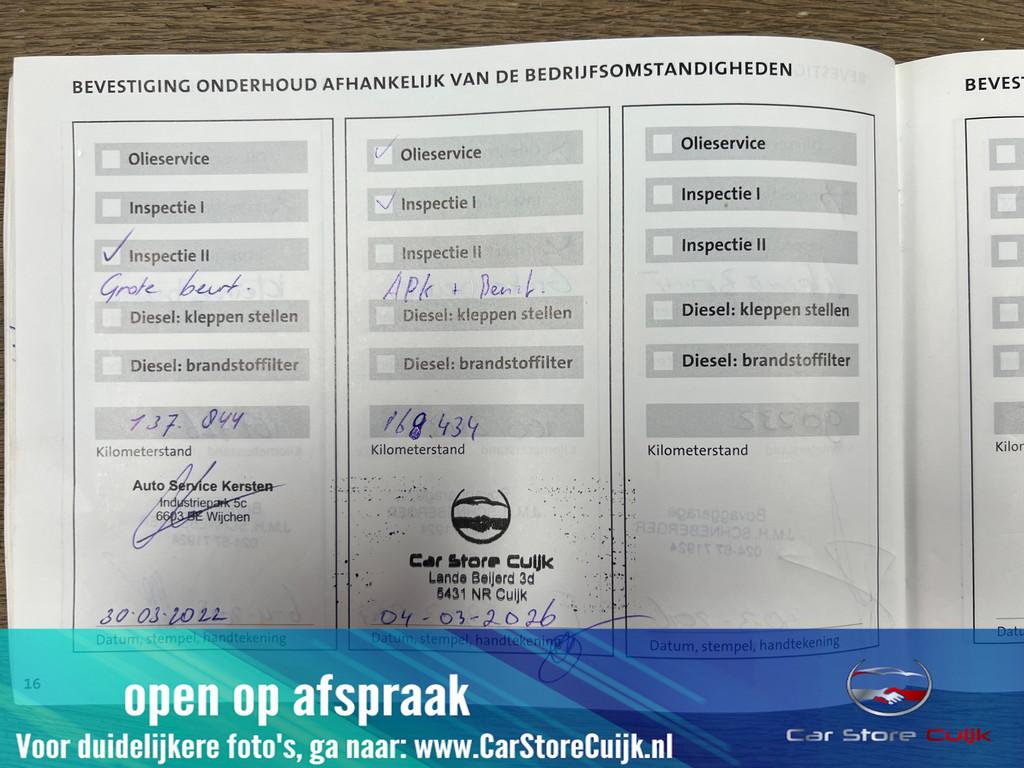 BEVESTIGING ONDERHOUD AFHANKELIJK VAN DE BEDRIJFSOMSTANDIGHEDEN
Olieservice
Inspectie I
Inspectie II
Grote beurt.
Diesel: kleppen stellen
Diesel: brandstoffilter
137.844
Kilometerstand
Auto Service Kersten
Industriepark 5c
6603 BE Wijchen
30-03-2022
Datum, stempel, handtekening
16
Olieservice
Inspectie I
Inspectie II
APK + Beurt.
Diesel: kleppen stellen
Diesel: brandstoffilter
168.434
Kilometerstand
Car Store Cuijk
Lande Beijerd 3d
5431 NR Cuijk
04-03-2026
Datum, stempel, handtekening
Olieservice
Inspectie I
Inspectie II
Diesel: kleppen stellen
Diesel: brandstoffilter
Kilometerstand
Datum, stempel, handtekening
BEVEST
Kilor
Datu
open op afspraak
Voor duidelijkere foto's, ga naar: www.CarStoreCuijk.nl
Car Store Cuijk